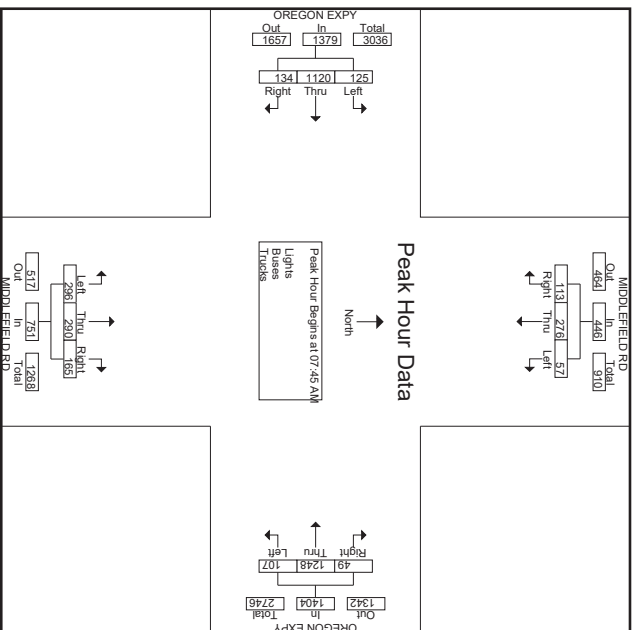 OREGON EXPY
Out In Total
1657 1379 3036
134 1120 125
Right Thru Left
MIDDLEFIELD RD
Out In Total
464 446 910
113 276 57
Right Thru Left
Peak Hour Data
North
Peak Hour Begins at 07:45 AM
Lights
Buses
Trucks
Left Thru Right
296 290 165
517 751 1268
Out In Total
MIDDLEFIELD RD
Left Thru Right
107 1248 49
2746 1404 1342
Total In Out
OREGON EXPY